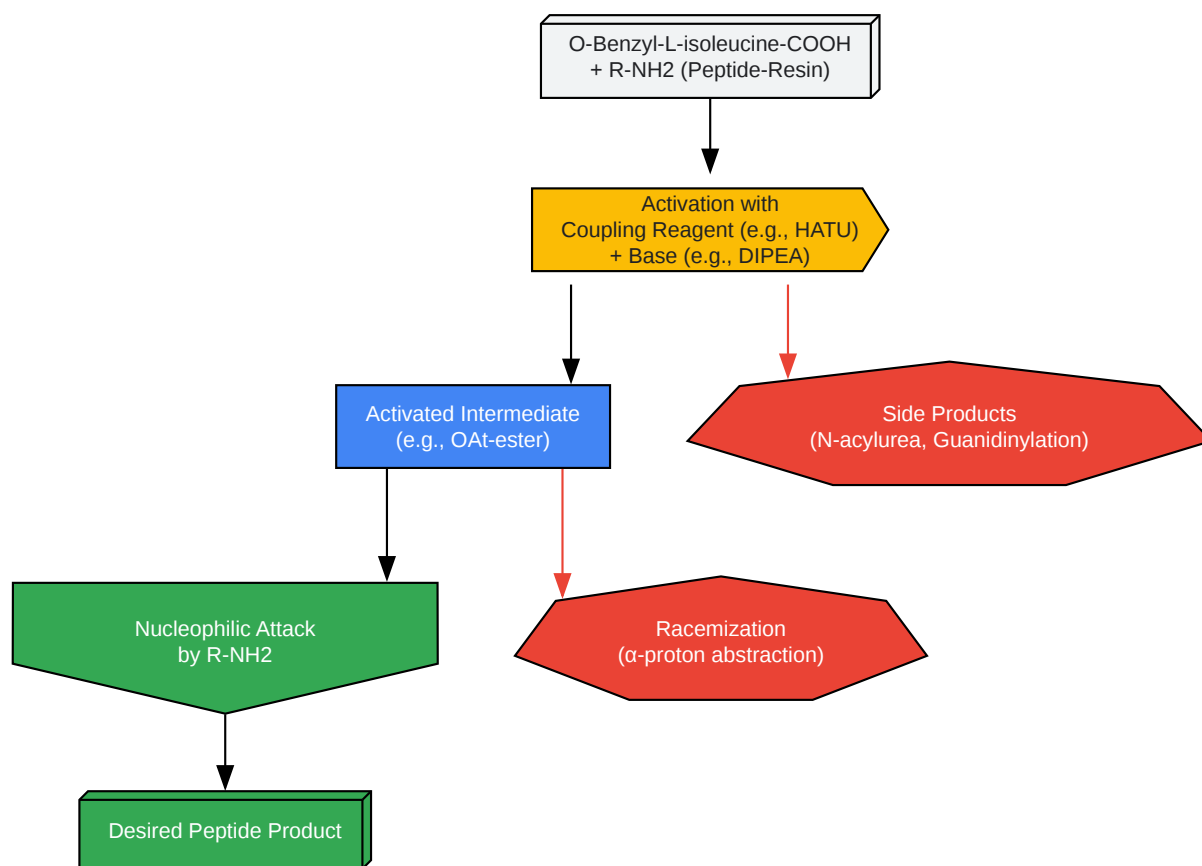 O-Benzyl-L-isoleucine-COOH
+ R-NH2 (Peptide-Resin)
Activation with
Coupling Reagent (e.g., HATU)
+ Base (e.g., DIPEA)
Activated Intermediate
(e.g., OAt-ester)
Side Products
(N-acylurea, Guanidinylation)
Nucleophilic Attack
by R-NH2
Racemization
(α-proton abstraction)
Desired Peptide Product